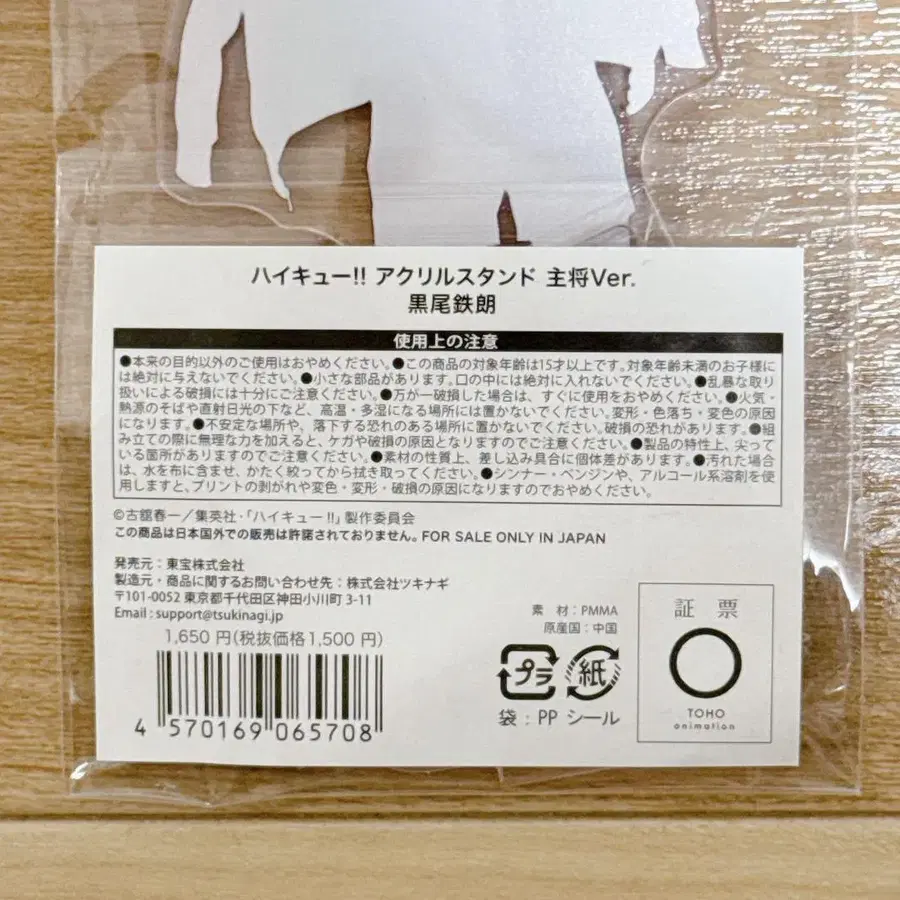 ハイキュー!! アクリルスタンド 主将Ver.
黒尾鉄朗
使用上の注意
●本来の目的以外のご使用はおやめください。●この商品の対象年齢は15才以上です。対象年齢未満のお子様に
は絶対に与えないでください。●小さな部品があります。口の中には絶対に入れないでください。●乱暴な取り
扱いによる破損には十分にご注意ください。●万が一破損した場合は、すぐに使用をおやめください。●火気・
熱源のそばや直射日光の下など、高温・多湿になる場所には置かないでください。変形・色落ち・変色の原因
になります。●不安定な場所や、落下する恐れのある場所に置かないでください。破損の恐れがあります。●組
み立ての際に無理な力を加えると、ケガや破損の原因となりますのでご注意ください。●製品の特性上、尖って
いる箇所があります。●素材の性質上、差し込み具合に個体差があります。●汚れた場合
は、水を布に含ませ、かたく絞ってから拭き取ってください。●シンナー・ベンジンや、アルコール系溶剤を使
用しますと、プリントの剥がれや変色・変形・破損の原因になりますのでおやめください。
©古舘春一／集英社・「ハイキュー!!」製作委員会
この商品は日本国外での販売は許諾されておりません。FOR SALE ONLY IN JAPAN
発売元：東宝株式会社
製造元・商品に関するお問い合わせ先：株式会社ツキナギ
〒101-0052 東京都千代田区神田小川町 3-11
Email : support@tsukinagi.jp
1,650 円(税抜価格1,500 円)
4 570169 065708
素 材：PMMA
原産国：中国
プラ 紙
袋：PP シール
証 票
TOHO
animation